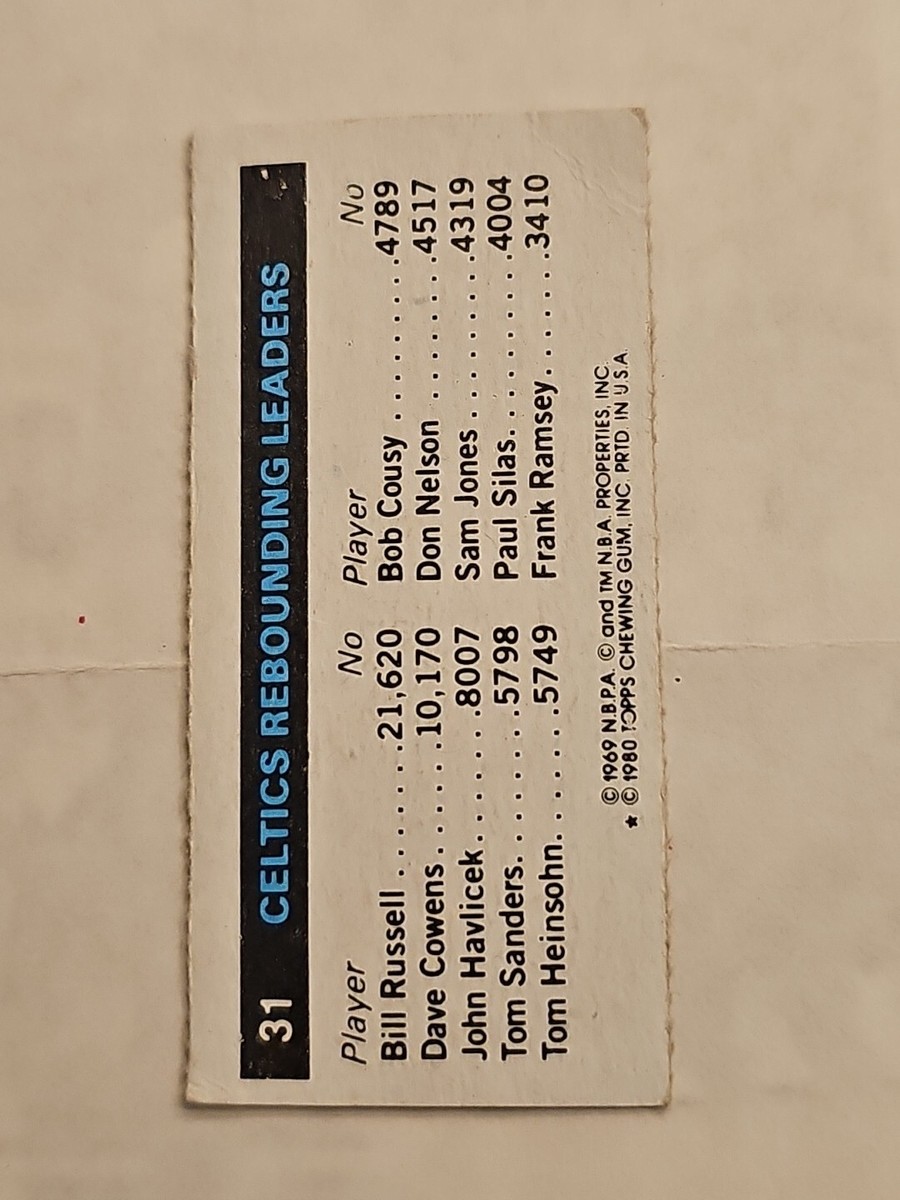 31 CELTICS REBOUNDING LEADERS
Player No Player No
Bill Russell.......21,620 Bob Cousy.........4789
Dave Cowens.....10,170 Don Nelson........4517
John Havlicek.......8007 Sam Jones.........4319
Tom Sanders........5798 Paul Silas.........4004
Tom Heinsohn.......5749 Frank Ramsey.......3410
© 1969 N.B.P.A. © and TM N.B.A. PROPERTIES, INC.
★ © 1980 TOPPS CHEWING GUM, INC. PRTD. IN U.S.A.